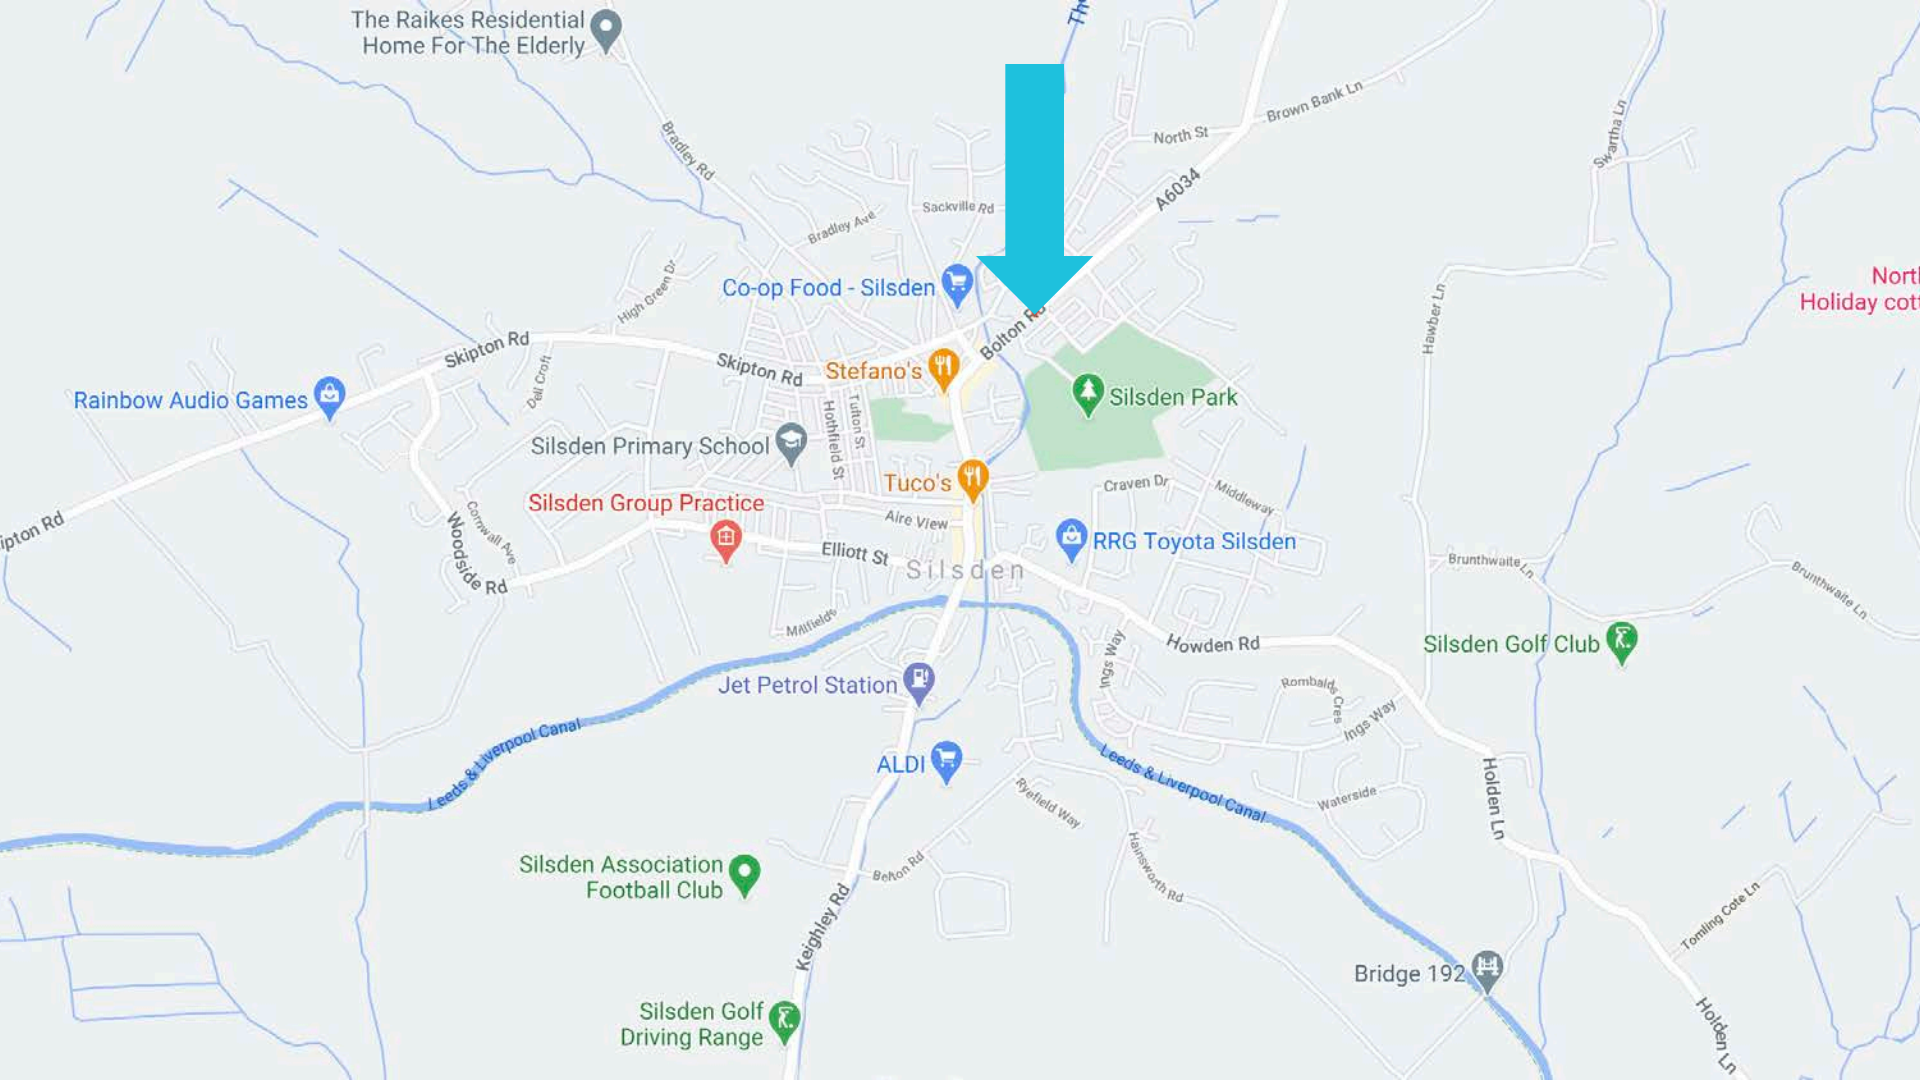 The Raikes Residential
Home For The Elderly
Th
Bradley Rd
North St
Brown Bank Ln
Swartha Ln
A6034
Sackville Rd
Bradley Ave
High Green Dr
Co-op Food - Silsden
Bolton Rd
North
Holiday cott
Hawber Ln
Skipton Rd
Skipton Rd
Stefano's
Dell Croft
Rainbow Audio Games
Silsden Park
Hothfield St
Tufton St
Silsden Primary School
Tuco's
Craven Dr
Middleway
Silsden Group Practice
ipton Rd
Cornwall Ave
Woodside Rd
Aire View
Elliott St
RRG Toyota Silsden
Silsden
Brunthwaite Ln
Brunthwaite Ln
Millfields
Ings Way
Howden Rd
Silsden Golf Club
Jet Petrol Station
Rombalds Cres
Ings Way
Leeds & Liverpool Canal
ALDI
Leeds & Liverpool Canal
Ryefield Way
Waterside
Holden Ln
Hainsworth Rd
Silsden Association
Football Club
Belton Rd
Keighley Rd
Tomling Cote Ln
Bridge 192
Silsden Golf
Driving Range
Holden Ln